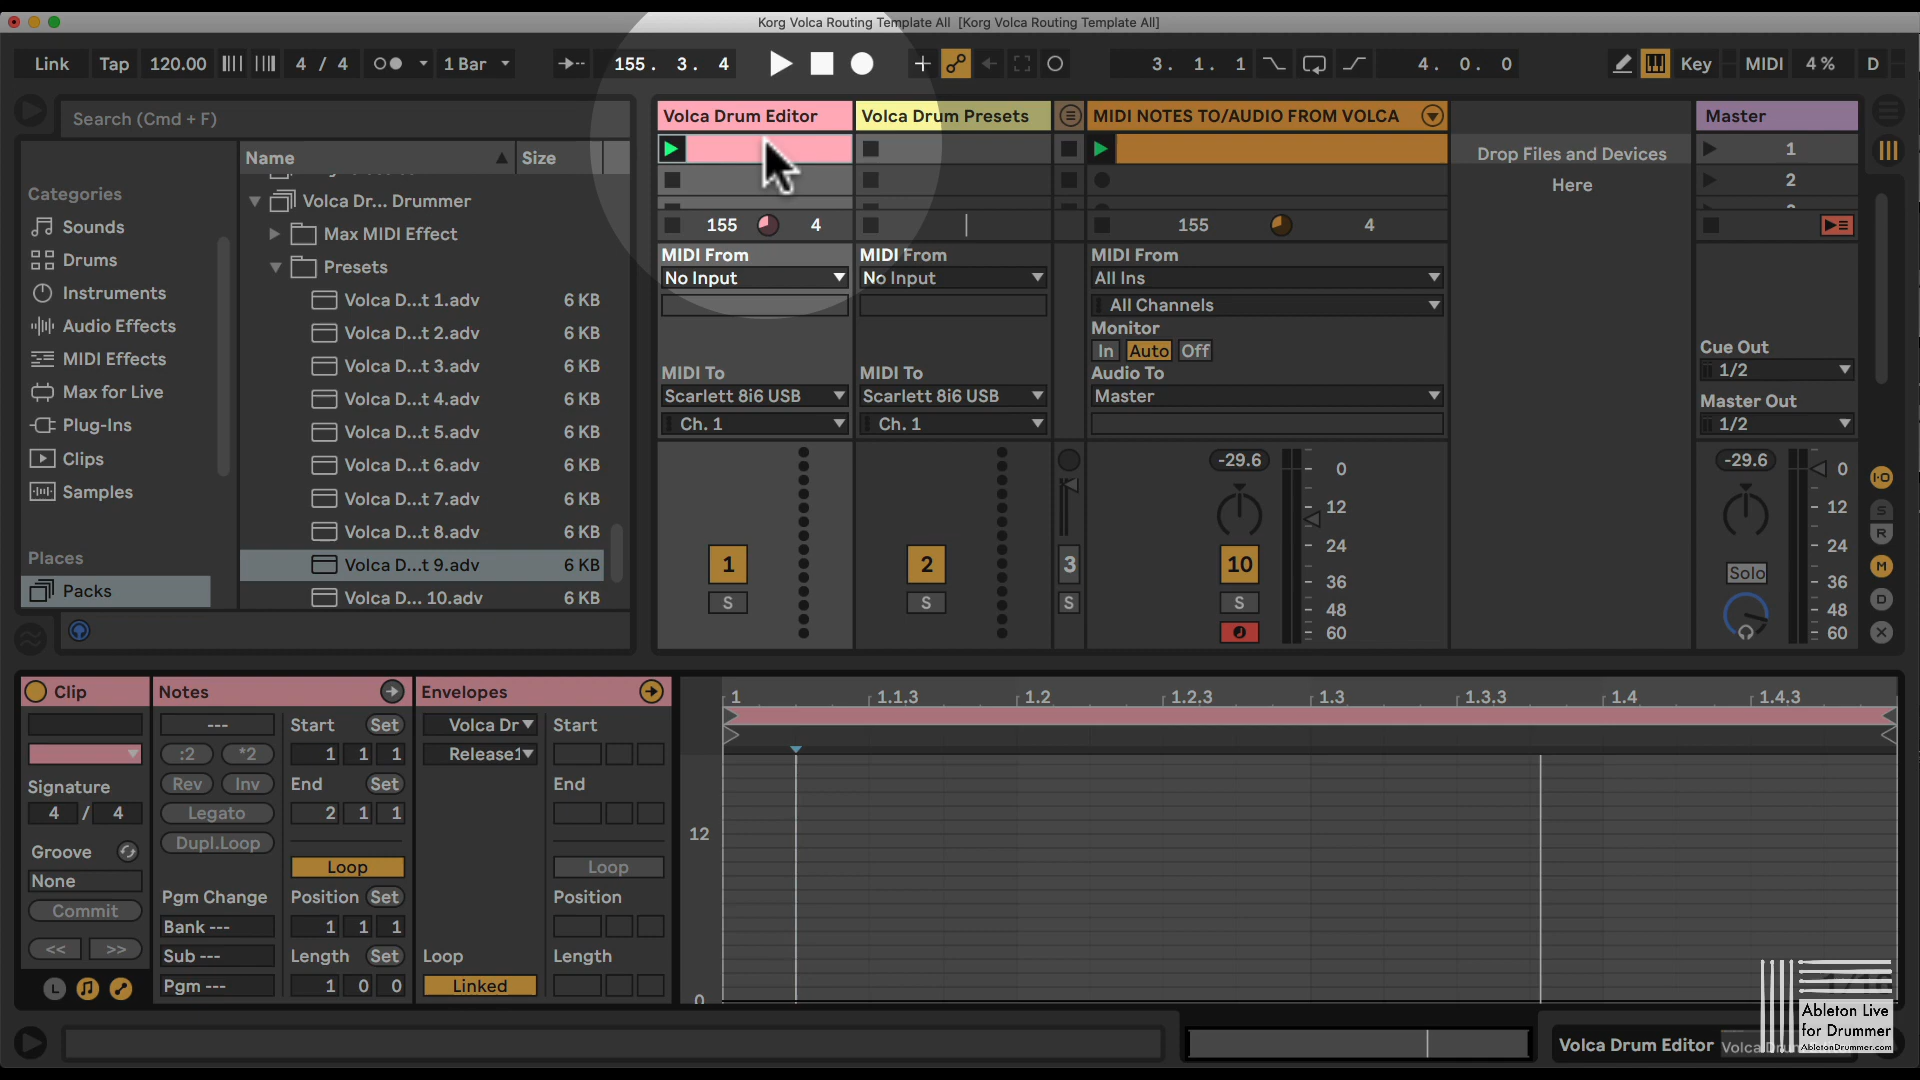 Korg Volca Routing Template All [Korg Volca Routing Template All]
Link Tap 120.00 4 / 4 1 Bar 155. 3. 4 3. 1. 1 4. 0. 0 Key MIDI 4 % D
Search (Cmd + F)
Name Size
Categories
Sounds
Drums
Instruments
Audio Effects
MIDI Effects
Max for Live
Plug-Ins
Clips
Samples
Places
Packs
Volca Dr... Drummer
Max MIDI Effect
Presets
Volca D...t 1.adv 6 KB
Volca D...t 2.adv 6 KB
Volca D...t 3.adv 6 KB
Volca D...t 4.adv 6 KB
Volca D...t 5.adv 6 KB
Volca D...t 6.adv 6 KB
Volca D...t 7.adv 6 KB
Volca D...t 8.adv 6 KB
Volca D...t 9.adv 6 KB
Volca D... 10.adv 6 KB
Volca Drum Editor
155 4
MIDI From
No Input
MIDI To
Scarlett 8i6 USB
Ch. 1
1
S
Volca Drum Presets
MIDI From
No Input
MIDI To
Scarlett 8i6 USB
Ch. 1
2
S
3
S
MIDI NOTES TO/AUDIO FROM VOLCA
155 4
MIDI From
All Ins
All Channels
Monitor
In Auto Off
Audio To
Master
-29.6
0
12
24
36
48
60
10
S
Drop Files and Devices
Here
Master
1
2
Cue Out
1/2
Master Out
1/2
-29.6
0
12
24
36
48
60
Solo
I-O
S
R
M
D
X
Clip
Signature
4 / 4
Groove
None
Commit
<< >>
L
Notes
---
:2 *2
Rev Inv
Legato
Dupl.Loop
Pgm Change
Bank ---
Sub ---
Pgm ---
Start Set
1 1 1
End Set
2 1 1
Loop
Position Set
1 1 1
Length Set
1 0 0
Envelopes
Volca Dr
Release1
Loop
Linked
Start
End
Loop
Position
Length
1 1.1.3 1.2 1.2.3 1.3 1.3.3 1.4 1.4.3
12
0
Ableton Live
for Drummer
AbletonDrummer.com
Volca Drum Editor